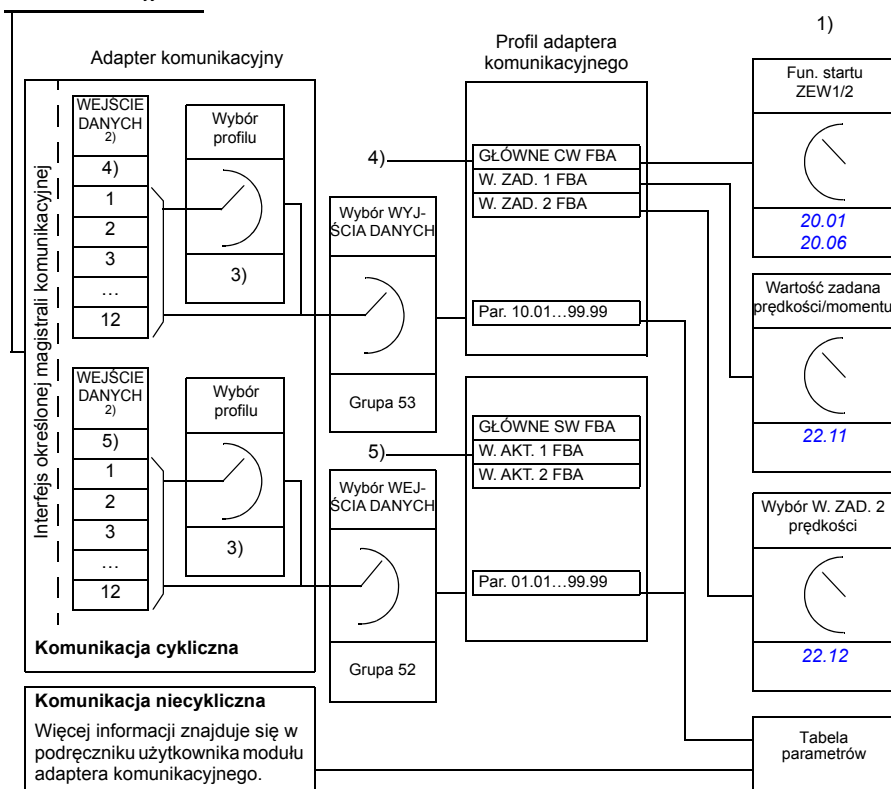 1)
Adapter komunikacyjny
Profil adaptera
komunikacyjnego
Interfejs określonej magistrali komunikacyjnej
WEJŚCIE
DANYCH
2)
4)
1
2
3
…
12
Wybór
profilu
3)
4)
Wybór WYJ-
ŚCIA DANYCH
Grupa 53
GŁÓWNE CW FBA
W. ZAD. 1 FBA
W. ZAD. 2 FBA
Par. 10.01…99.99
Fun. startu
ZEW1/2
20.01
20.06
Wartość zadana
prędkości/momentu
22.11
WEJŚCIE
DANYCH
2)
5)
1
2
3
…
12
Wybór
profilu
3)
5)
Wybór WEJ-
ŚCIA DANYCH
Grupa 52
GŁÓWNE SW FBA
W. AKT. 1 FBA
W. AKT. 2 FBA
Par. 01.01…99.99
Wybór W. ZAD. 2
prędkości
22.12
Komunikacja cykliczna
Komunikacja niecykliczna
Więcej informacji znajduje się w
podręczniku użytkownika modułu
adaptera komunikacyjnego.
Tabela
parametrów